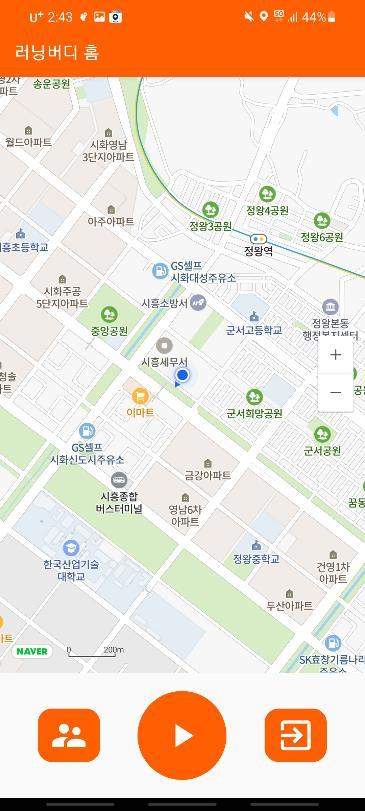 U+ 2:43
5G 44%
러닝버디 홈
송운공원
월드아파트
시화영남
3단지아파트
아주아파트
정왕3공원
정왕4공원
정왕6공원
정왕역
흥초등학교
GS셀프
시화대성주유소
시화주공
5단지아파트
시흥소방서
중앙공원
군서고등학교
정왕본동
행정복지센터
시흥세무서
+
−
이마트
군서희망공원
GS셀프
시화신도시주유소
군서공원
금강아파트
시흥종합
버스터미널
영남6차
아파트
꿈동
한국산업기술
대학교
정왕중학교
건영1차
아파트
두산아파트
마트
NAVER
0 200m
SK효창기름나라
주유소